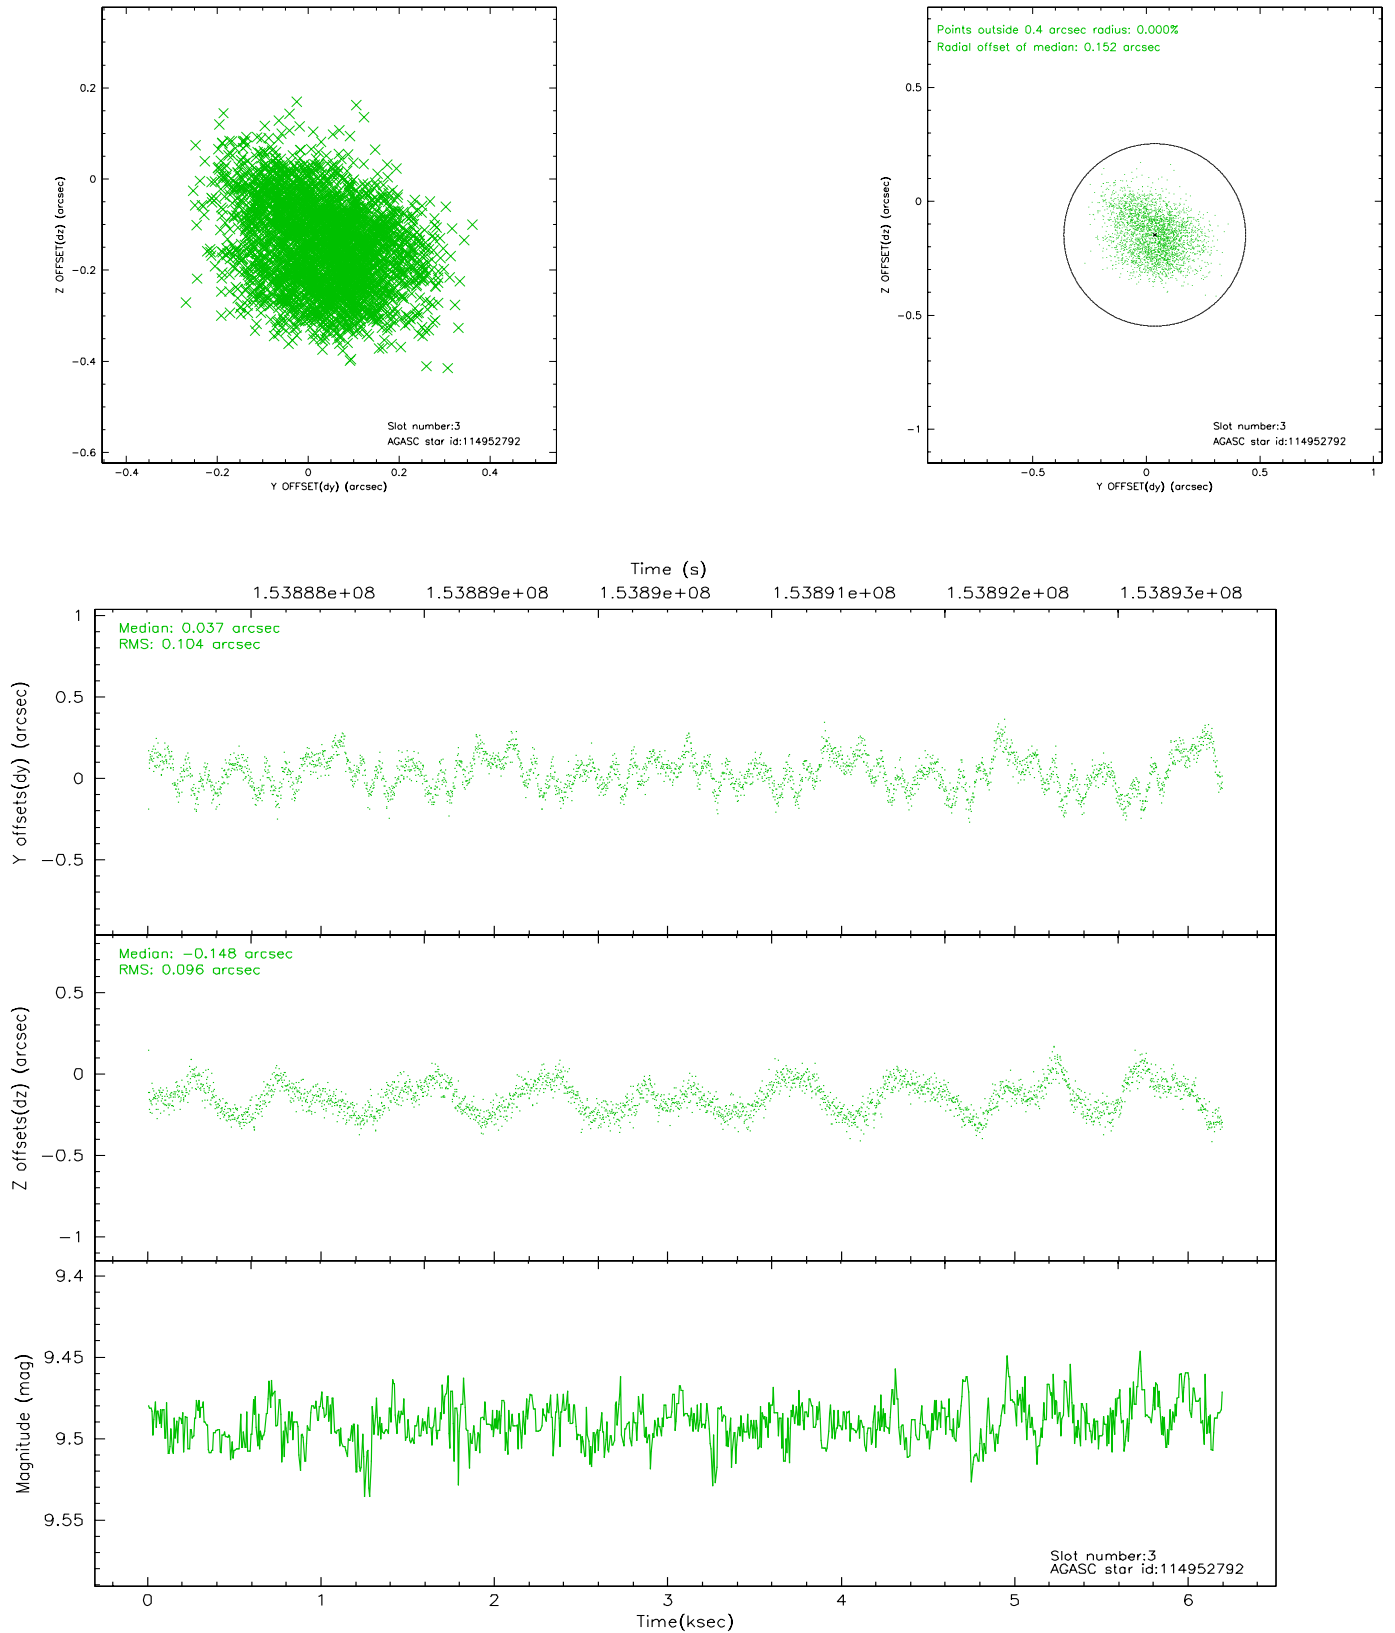 Points outside 0.4 arcsec radius: 0.000%
Radial offset of median: 0.152 arcsec
0.2
0
−0.2
−0.4
−0.6
Z OFFSET(dz) (arcsec)
Slot number:3
AGASC star id:114952792
−0.4
−0.2
0
0.2
0.4
Y OFFSET(dy) (arcsec)
0.5
0
−0.5
−1
Z OFFSET(dz) (arcsec)
Slot number:3
AGASC star id:114952792
−0.5
0
0.5
1
Y OFFSET(dy) (arcsec)
Time (s)
1.53888e+08
1.53889e+08
1.5389e+08
1.53891e+08
1.53892e+08
1.53893e+08
Median: 0.037 arcsec
RMS: 0.104 arcsec
1
0.5
0
−0.5
Y offsets(dy) (arcsec)
Median: −0.148 arcsec
RMS: 0.096 arcsec
0.5
0
−0.5
−1
Z offsets(dz) (arcsec)
9.4
9.45
9.5
9.55
Magnitude (mag)
Slot number:3
AGASC star id:114952792
0
1
2
3
4
5
6
Time(ksec)